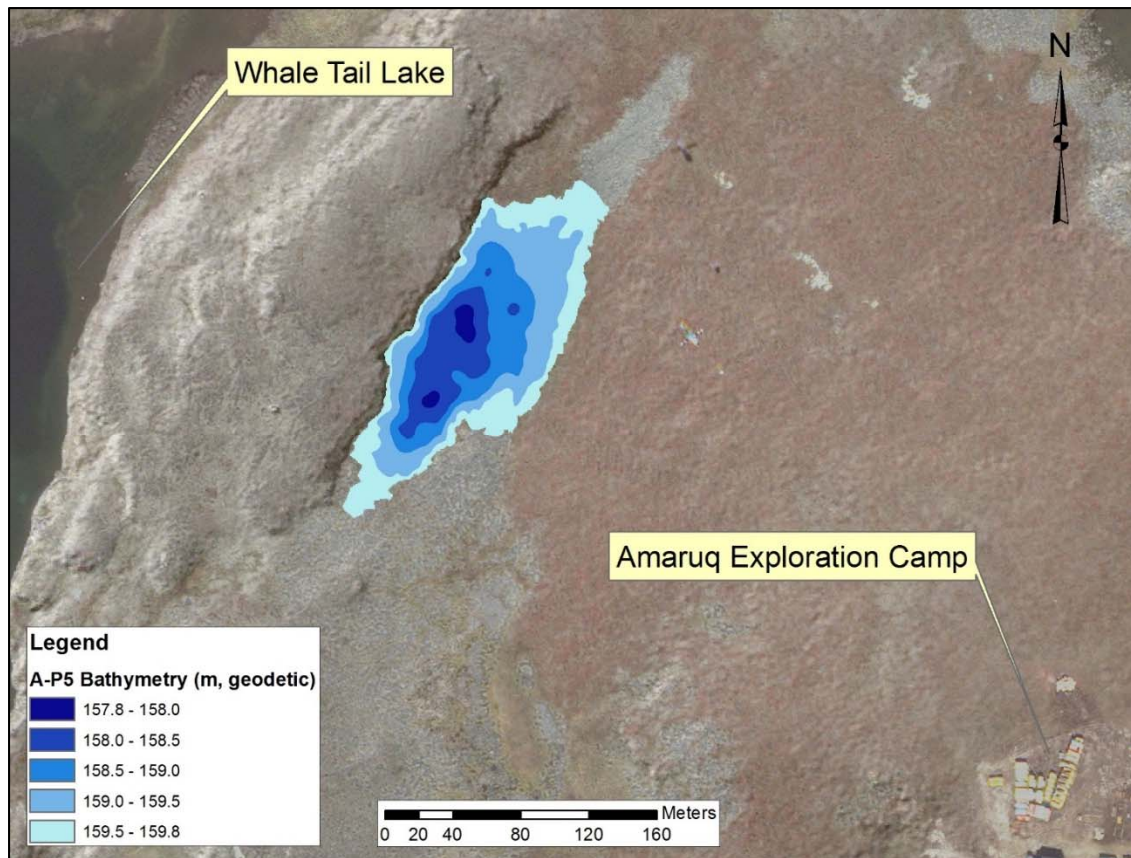 Whale Tail Lake
N
Amaruq Exploration Camp
Legend
A-P5 Bathymetry (m, geodetic)
157.8 - 158.0
158.0 - 158.5
158.5 - 159.0
159.0 - 159.5
159.5 - 159.8
Meters
0 20 40 80 120 160